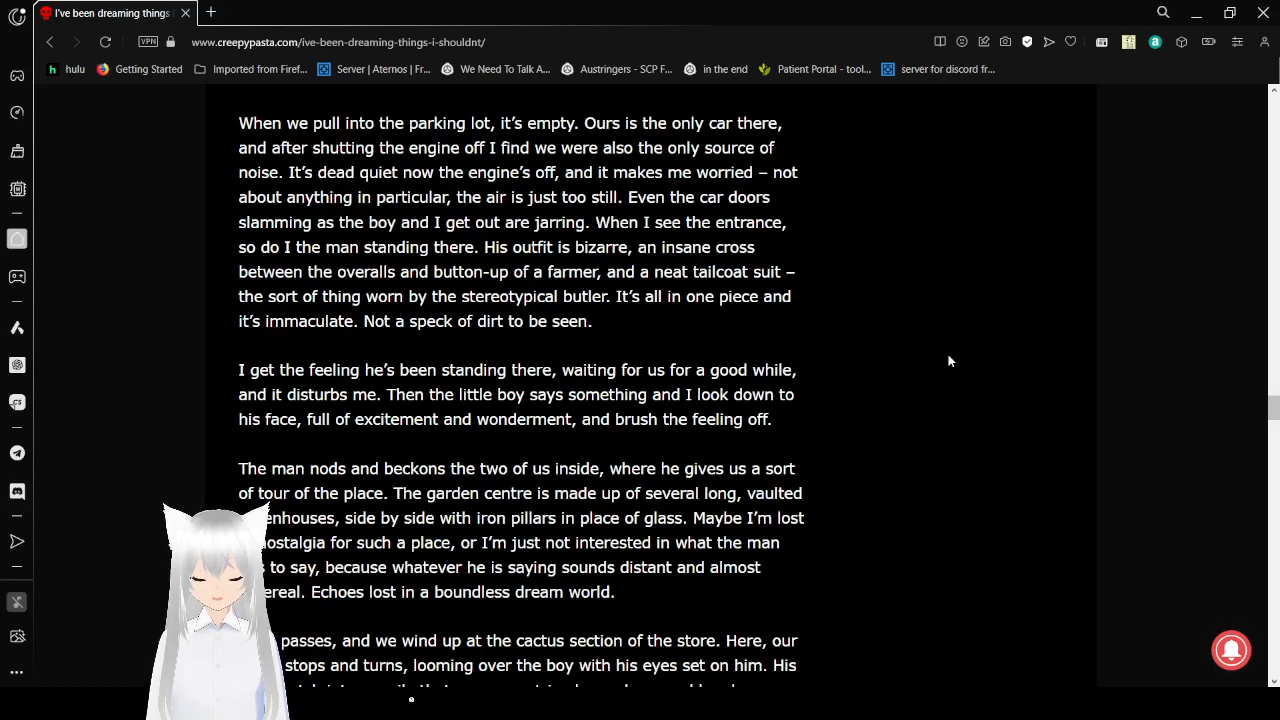 I've been dreaming things I
VPN
www.creepypasta.com/ive-been-dreaming-things-i-shouldnt/
hulu
Getting Started
Imported from Firef...
Server | Aternos | Fr...
We Need To Talk A...
Austringers - SCP F...
in the end
Patient Portal - tool...
server for discord fr...
When we pull into the parking lot, it's empty. Ours is the only car there,
and after shutting the engine off I find we were also the only source of
noise. It's dead quiet now the engine's off, and it makes me worried – not
about anything in particular, the air is just too still. Even the car doors
slamming as the boy and I get out are jarring. When I see the entrance,
so do I the man standing there. His outfit is bizarre, an insane cross
between the overalls and button-up of a farmer, and a neat tailcoat suit –
the sort of thing worn by the stereotypical butler. It's all in one piece and
it's immaculate. Not a speck of dirt to be seen.
I get the feeling he's been standing there, waiting for us for a good while,
and it disturbs me. Then the little boy says something and I look down to
his face, full of excitement and wonderment, and brush the feeling off.
The man nods and beckons the two of us inside, where he gives us a sort
of tour of the place. The garden centre is made up of several long, vaulted
enhouses, side by side with iron pillars in place of glass. Maybe I'm lost
ostalgia for such a place, or I'm just not interested in what the man
to say, because whatever he is saying sounds distant and almost
ereal. Echoes lost in a boundless dream world.
passes, and we wind up at the cactus section of the store. Here, our
stops and turns, looming over the boy with his eyes set on him. His